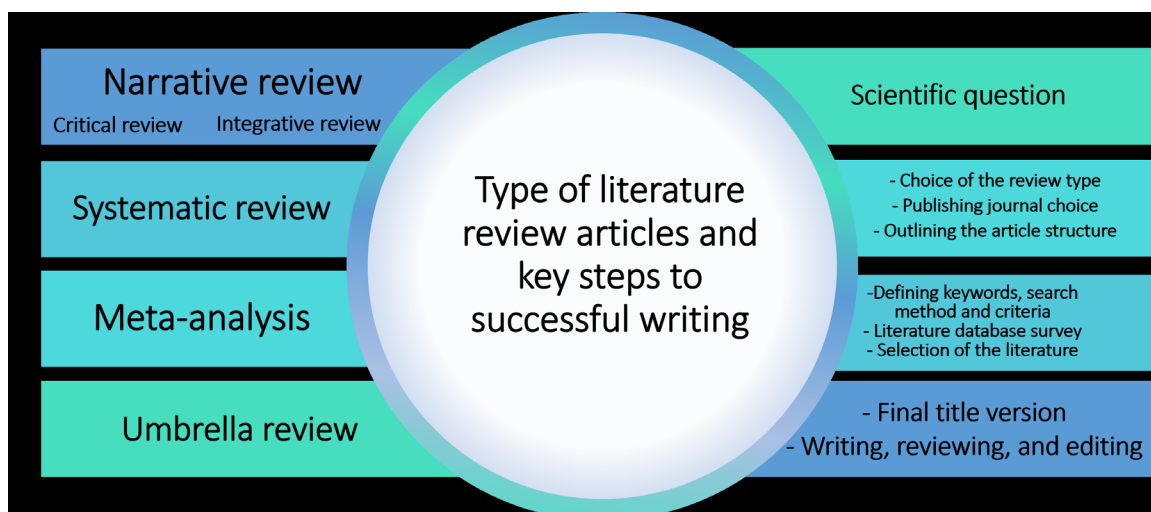 Narrative review
Critical review
Integrative review
Systematic review
Meta-analysis
Umbrella review
Type of literature
review articles and
key steps to
successful writing
Scientific question
- Choice of the review type
- Publishing journal choice
- Outlining the article structure
-Defining keywords, search
method and criteria
- Literature database survey
- Selection of the literature
- Final title version
- Writing, reviewing, and editing